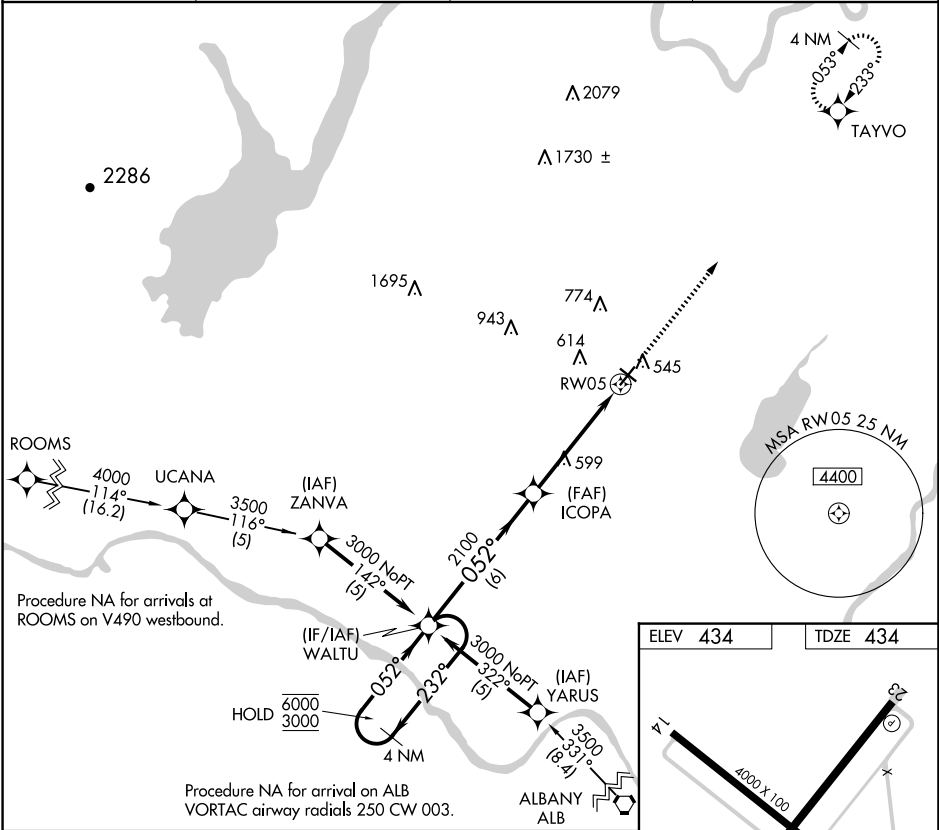 4 NM
053°
233°
TAYVO
2079
1730 ±
2286
1695
943
774
614
545
RW05
MSA RW05 25 NM
4400
ROOMS
4000
114°
(16.2)
UCANA
3500
116°
(5)
(IAF)
ZANVA
599
(FAF)
ICOPA
2100
052°
(6)
3000 NoPT
142°
(5)
Procedure NA for arrivals at
ROOMS on V490 westbound.
(IF/IAF)
WALTU
052°
232°
3000 NoPT
322°
(5)
(IAF)
YARUS
HOLD
6000
3000
4 NM
3500
331°
(8.4)
Procedure NA for arrival on ALB
VORTAC airway radials 250 CW 003.
ALBANY
ALB
ELEV 434
TDZE 434
14
23
P
4000 X 100
X